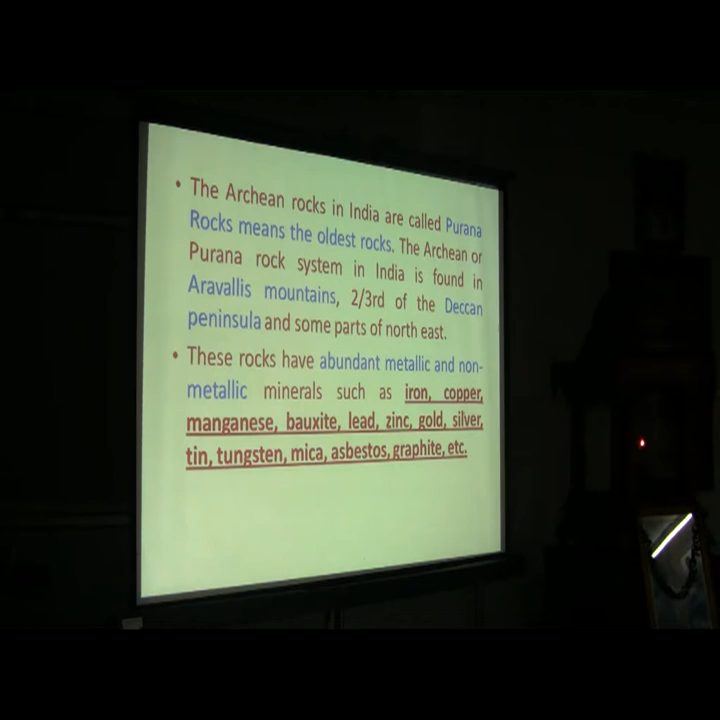 • The Archean rocks in India are called Purana
Rocks means the oldest rocks. The Archean or
Purana rock system in India is found in
Aravallis mountains, 2/3rd of the Deccan
peninsula and some parts of north east.
• These rocks have abundant metallic and non-
metallic minerals such as iron, copper,
manganese, bauxite, lead, zinc, gold, silver,
tin, tungsten, mica, asbestos, graphite, etc.